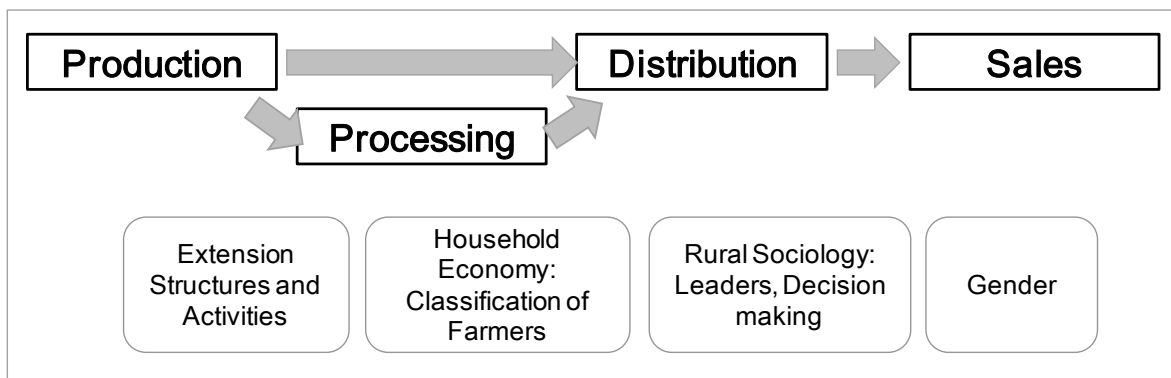 Production
Distribution
Sales
Processing
Extension
Structures and
Activities
Household
Economy:
Classification of
Farmers
Rural Sociology:
Leaders, Decision
making
Gender